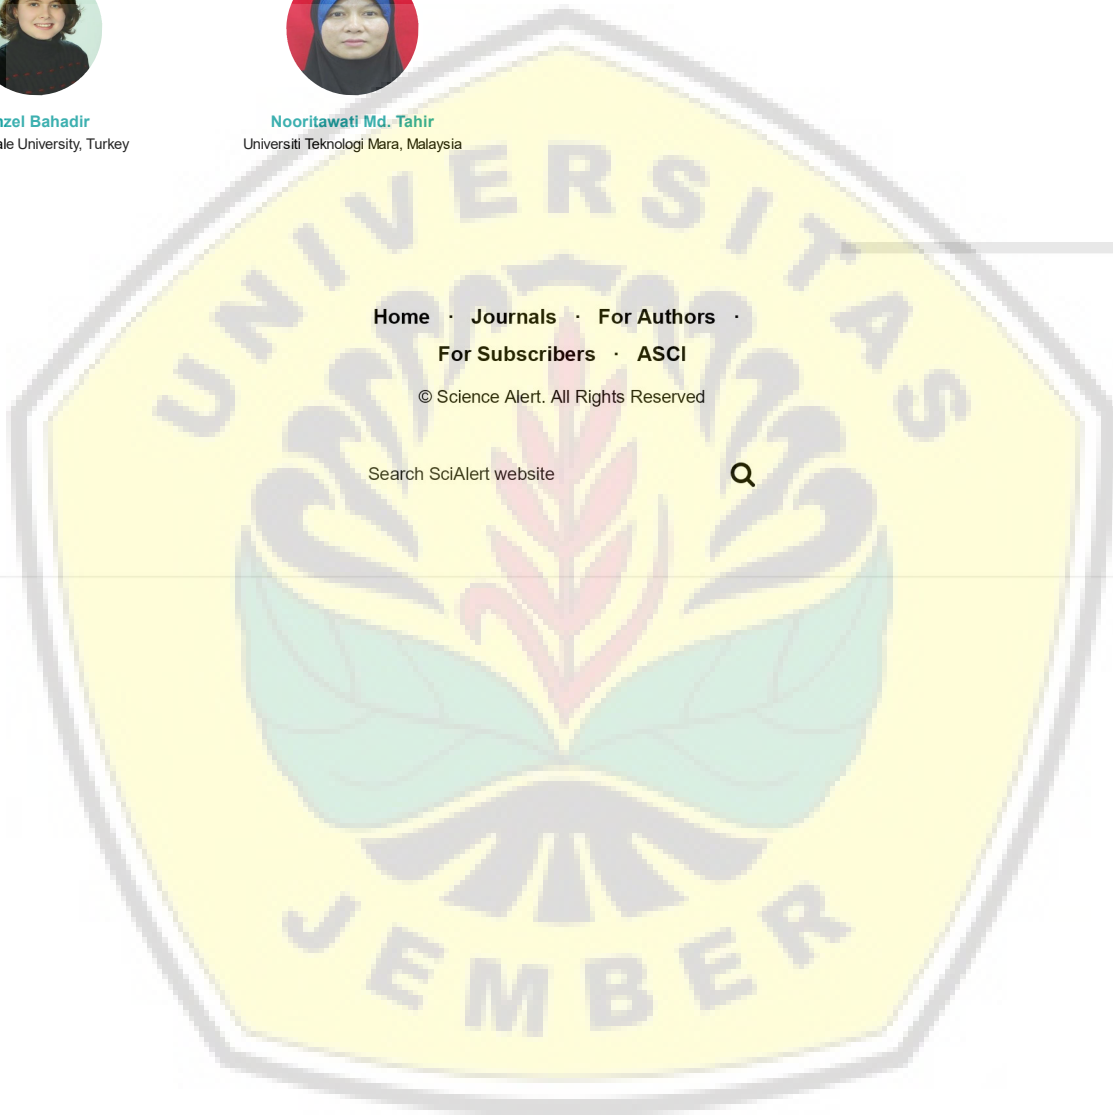 nzel Bahadir
Nooritawati Md. Tahir
ale University, Turkey
Universiti Teknologi Mara, Malaysia
UNIVERSITAS
Home · Journals · For Authors ·
For Subscribers · ASCI
© Science Alert. All Rights Reserved
Search SciAlert website
JEMBER